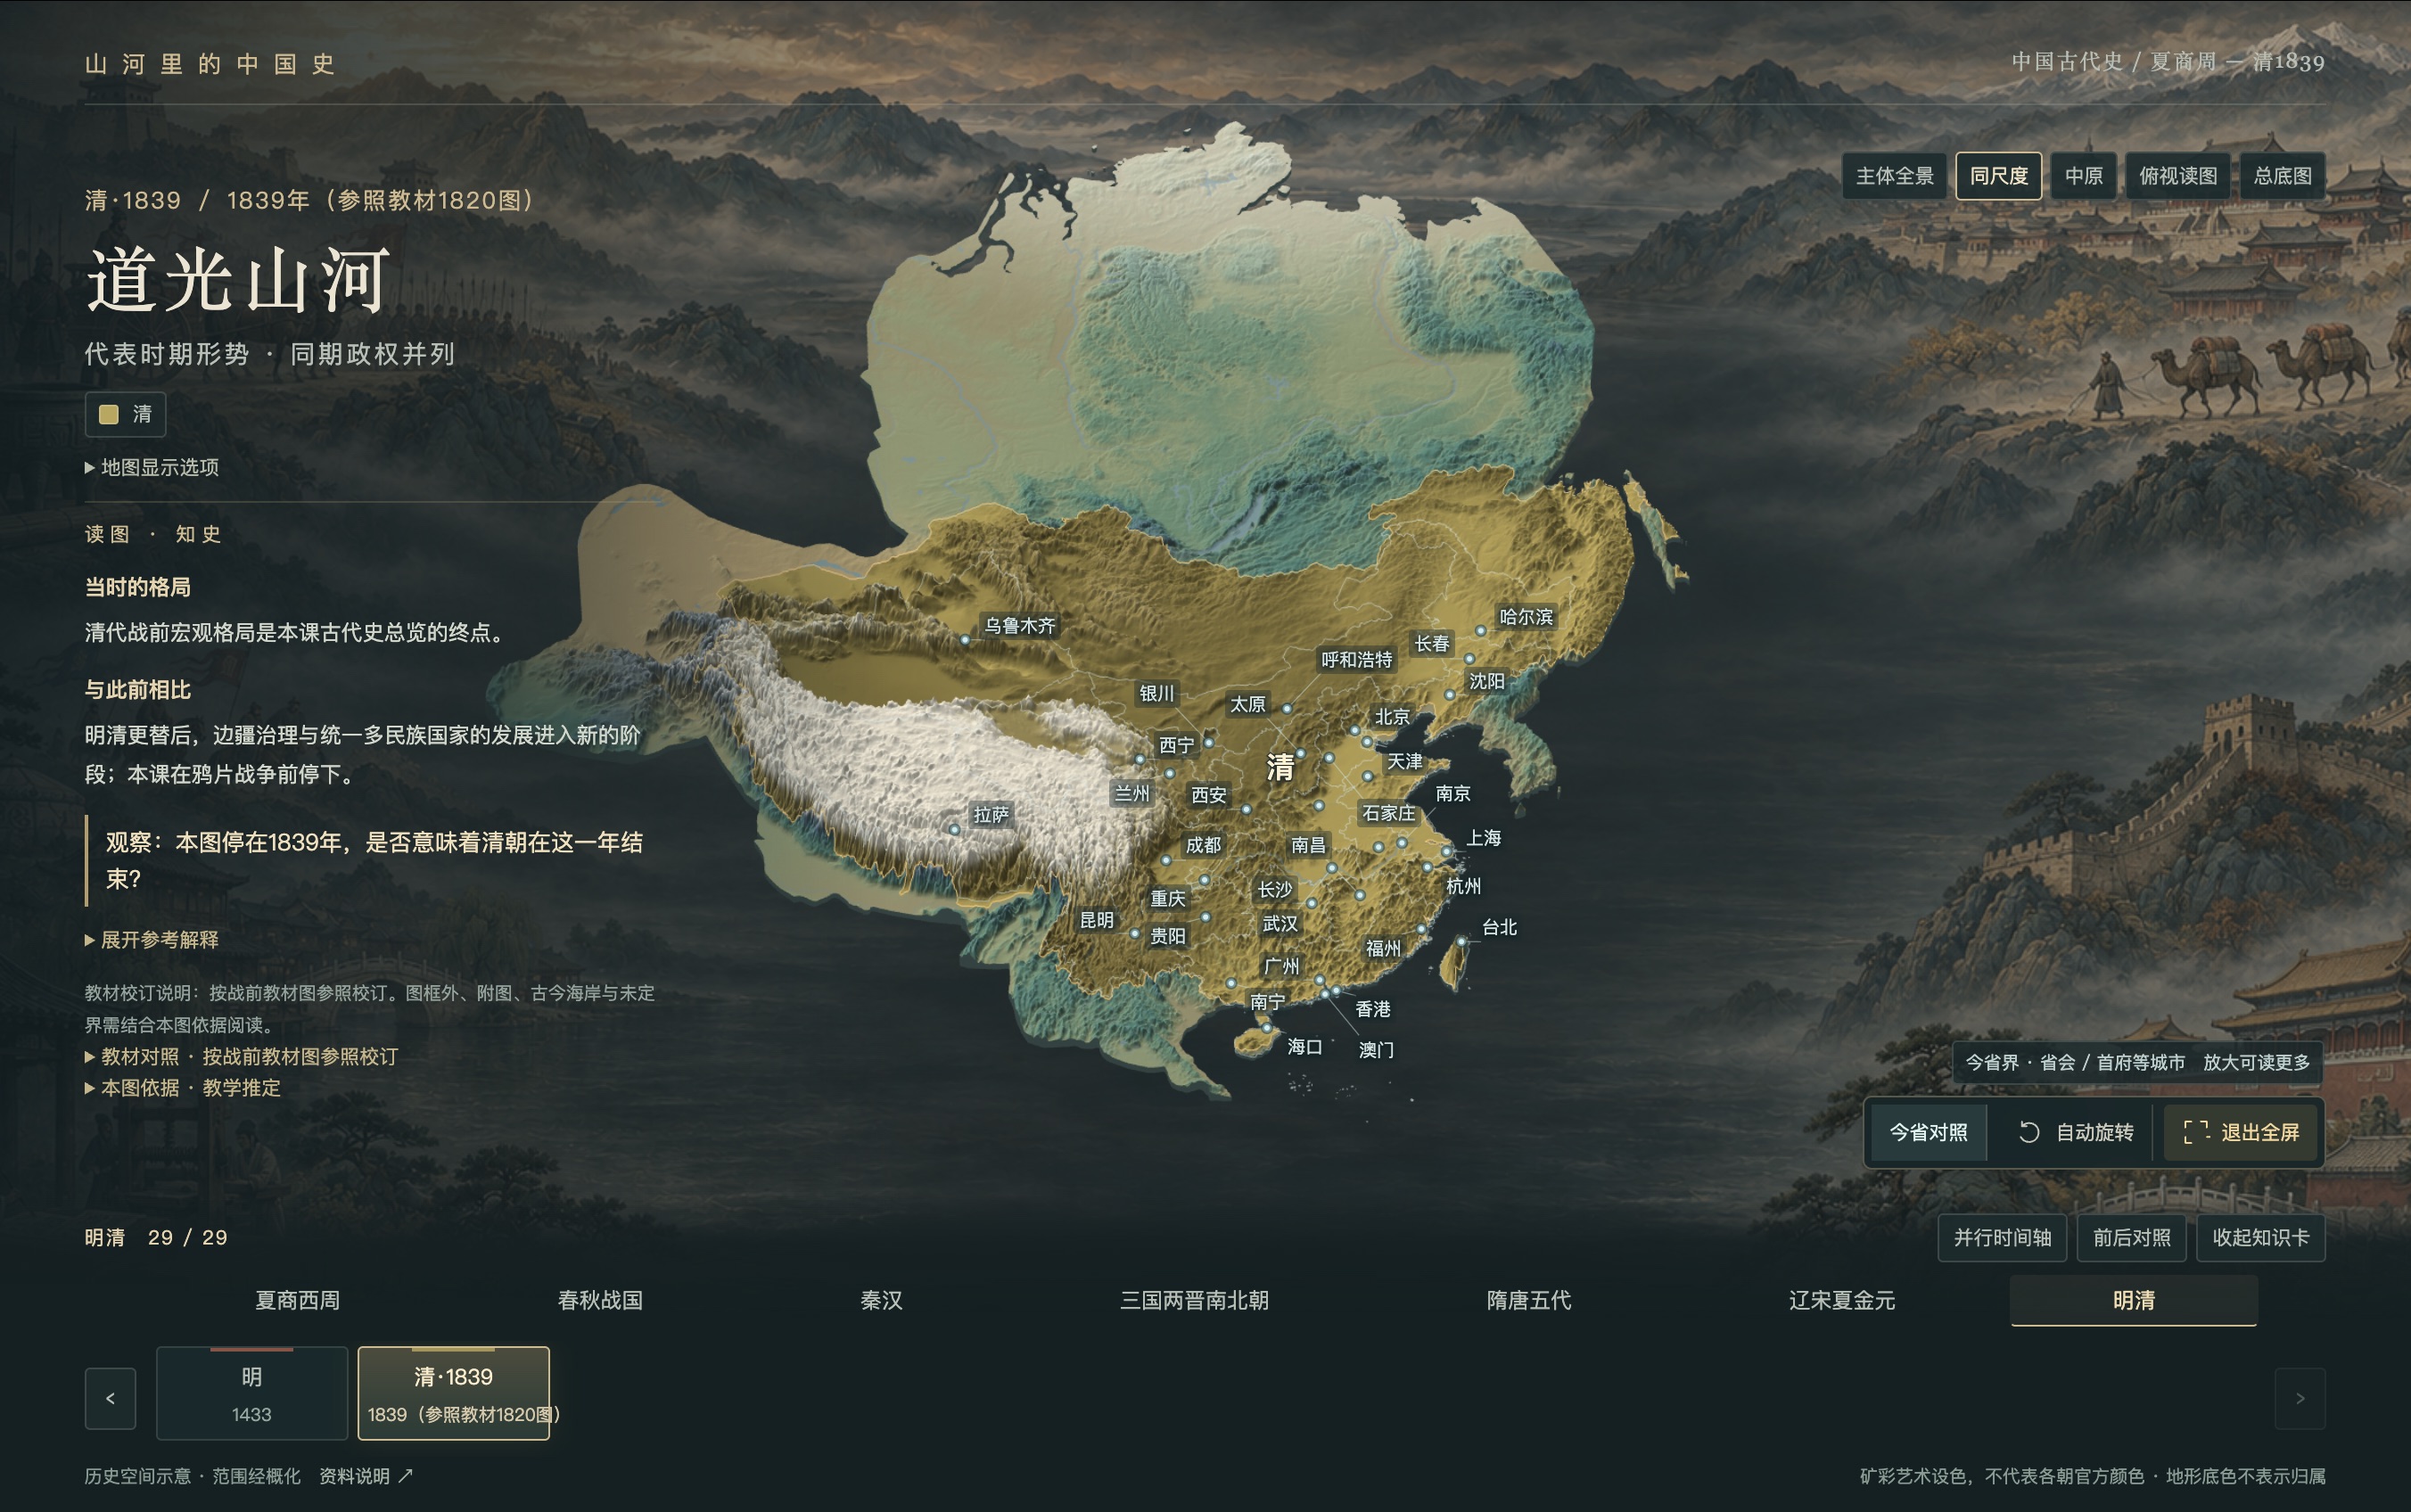 山河里的中国史
中国古代史 / 夏商周 — 清1839
主体全景
同尺度
中原
俯视读图
总底图
清·1839 / 1839年（参照教材1820图）
道光山河
代表时期形势 · 同期政权并列
清
地图显示选项
读图 · 知史
当时的格局
清代战前宏观格局是本课古代史总览的终点。
与此前相比
明清更替后，边疆治理与统一多民族国家的发展进入新的阶
段；本课在鸦片战争前停下。
观察：本图停在1839年，是否意味着清朝在这一年结
束？
展开参考解释
教材校订说明：按战前教材图参照校订。图框外、附图、古今海岸与未定
界需结合本图依据阅读。
教材对照 · 按战前教材图参照校订
本图依据 · 教学推定
哈尔滨
乌鲁木齐
长春
呼和浩特
沈阳
银川
太原
北京
西宁
清
天津
兰州
西安
南京
石家庄
拉萨
上海
成都
南昌
杭州
重庆
长沙
昆明
武汉
台北
贵阳
福州
广州
南宁
香港
海口
澳门
今省界 · 省会 / 首府等城市 放大可读更多
今省对照
自动旋转
退出全屏
明清 29 / 29
并行时间轴
前后对照
收起知识卡
夏商西周
春秋战国
秦汉
三国两晋南北朝
隋唐五代
辽宋夏金元
明清
明
1433
清·1839
1839（参照教材1820图）
历史空间示意 · 范围经概化 资料说明 ↗
矿彩艺术设色，不代表各朝官方颜色 · 地形底色不表示归属